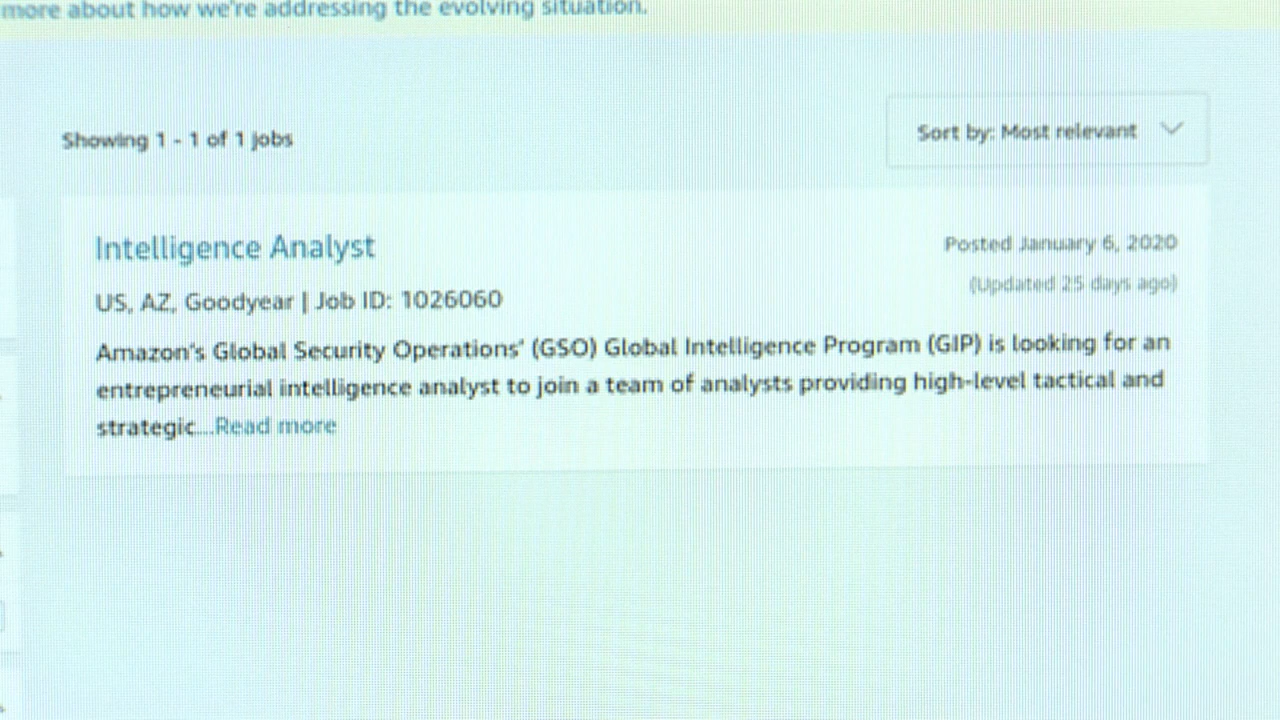 more about how we're addressing the evolving situation.
Showing 1 - 1 of 1 jobs
Sort by: Most relevant
Intelligence Analyst
Posted January 6, 2020
US, AZ, Goodyear | Job ID: 1026060
(Updated 25 days ago)
Amazon's Global Security Operations' (GSO) Global Intelligence Program (GIP) is looking for an
entrepreneurial intelligence analyst to join a team of analysts providing high-level tactical and
strategic...Read more